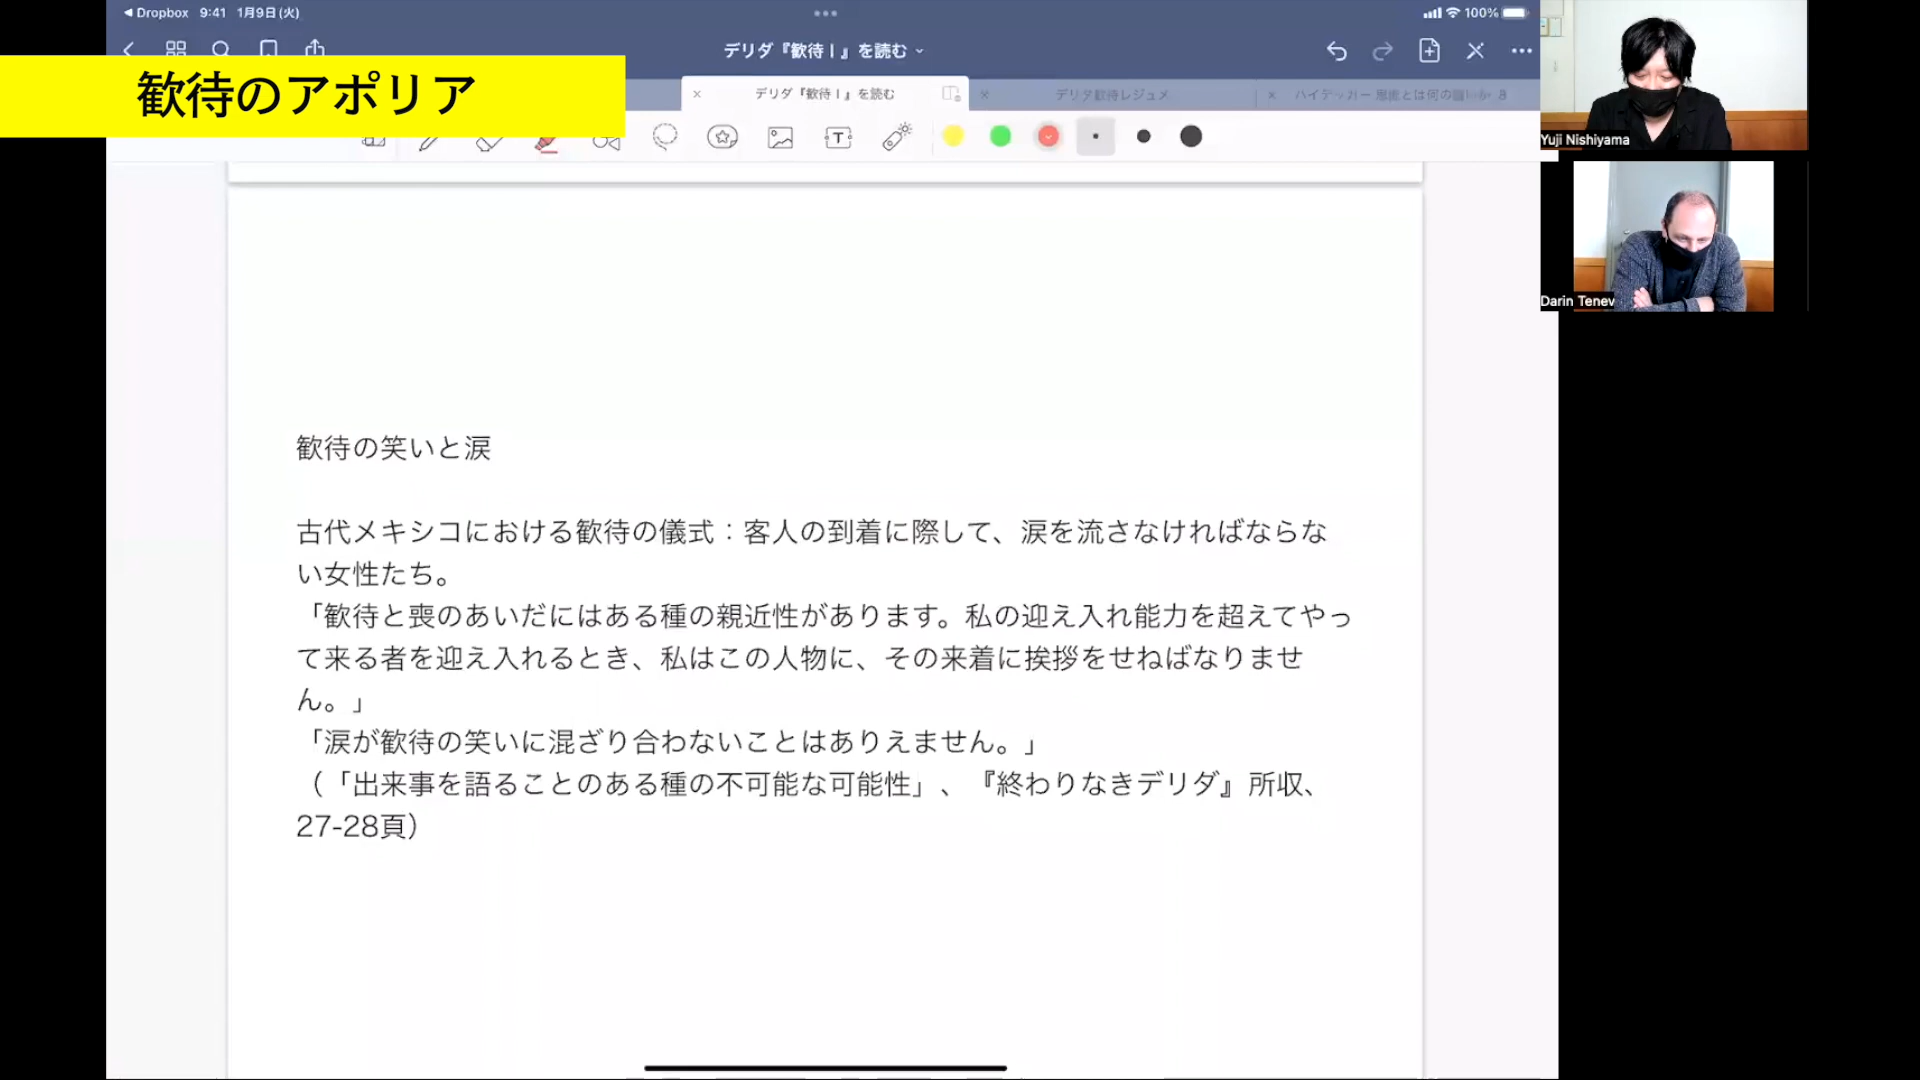 ◀ Dropbox 9:41 1月9日(火)
100%
デリダ『歓待Ⅰ』を読む
歓待のアポリア
デリダ『歓待Ⅰ』を読む
デリダ歓待レジュメ
ハイデッガー
T
Yuji Nishiyama
Darin Tenev
歓待の笑いと涙
古代メキシコにおける歓待の儀式：客人の到着に際して、涙を流さなければならな
い女性たち。
「歓待と喪のあいだにはある種の親近性があります。私の迎え入れ能力を超えてやっ
て来る者を迎え入れるとき、私はこの人物に、その来着に挨拶をせねばなりませ
ん。」
「涙が歓待の笑いに混ざり合わないことはありえません。」
（「出来事を語ることのある種の不可能な可能性」、『終わりなきデリダ』所収、
27-28頁）